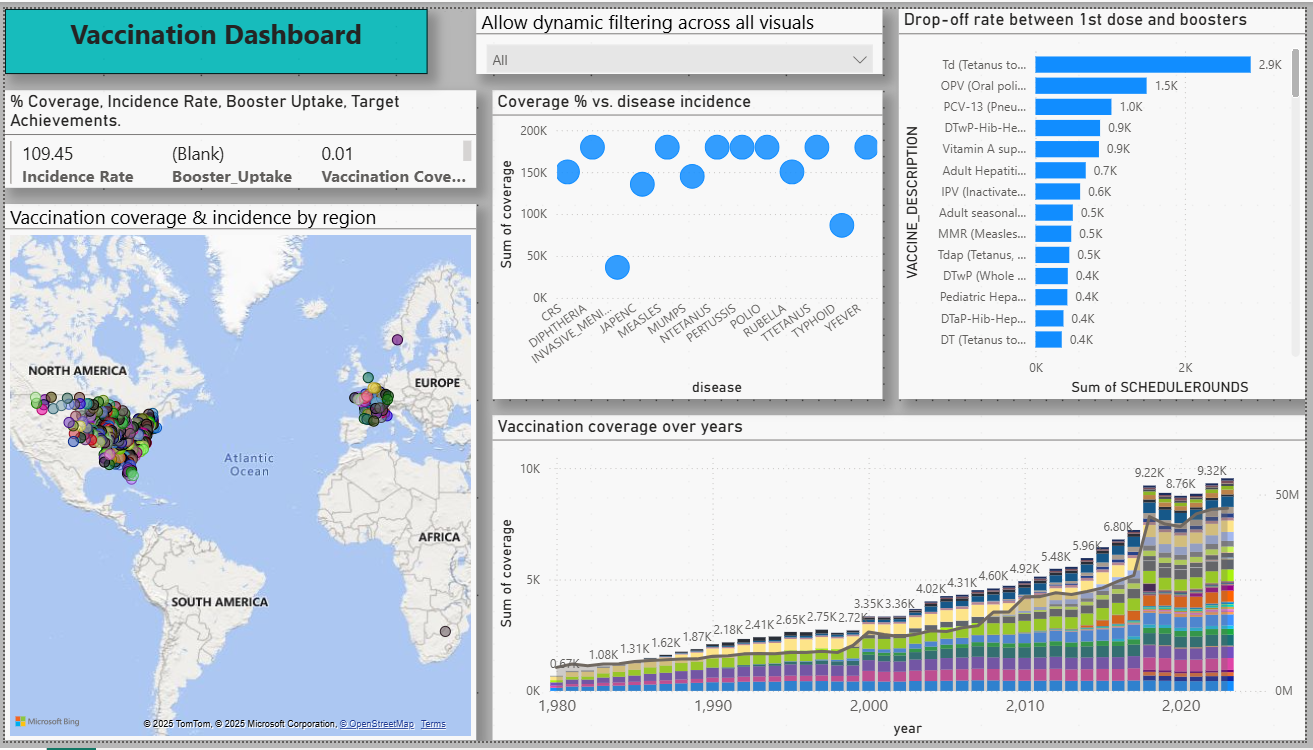 Vaccination Dashboard
Allow dynamic filtering across all visuals
All
% Coverage, Incidence Rate, Booster Uptake, Target
Achievements.
109.45
Incidence Rate
(Blank)
Booster_Uptake
0.01
Vaccination Cove...
Vaccination coverage & incidence by region
NORTH AMERICA
EUROPE
Atlantic
Ocean
AFRICA
SOUTH AMERICA
Microsoft Bing
© 2025 TomTom, © 2025 Microsoft Corporation, © OpenStreetMap Terms
Coverage % vs. disease incidence
Sum of coverage
200K
150K
100K
50K
0K
CRS
DIPHTHERIA
INVASIVE_MENI...
JAPENC
MEASLES
MUMPS
NTETANUS
PERTUSSIS
POLIO
RUBELLA
TTETANUS
TYPHOID
YFEVER
disease
Drop-off rate between 1st dose and boosters
VACCINE_DESCRIPTION
Td (Tetanus to... 2.9K
OPV (Oral poli... 1.5K
PCV-13 (Pneu... 1.0K
DTwP-Hib-He... 0.9K
Vitamin A sup... 0.9K
Adult Hepatiti... 0.7K
IPV (Inactivate... 0.6K
Adult seasonal... 0.5K
MMR (Measles... 0.5K
Tdap (Tetanus, ... 0.5K
DTwP (Whole ... 0.4K
Pediatric Hepa... 0.4K
DTaP-Hib-Hep... 0.4K
DT (Tetanus to... 0.4K
0K 2K
Sum of SCHEDULEROUNDS
Vaccination coverage over years
Sum of coverage
10K
5K
0K
50M
0M
0.67K
1.08K
1.31K
1.62K
1.87K
2.18K
2.41K
2.65K
2.75K
2.72K
3.35K
3.36K
4.02K
4.31K
4.60K
4.92K
5.48K
5.96K
6.80K
9.22K
8.76K
9.32K
1,980 1,990 2,000 2,010 2,020
year